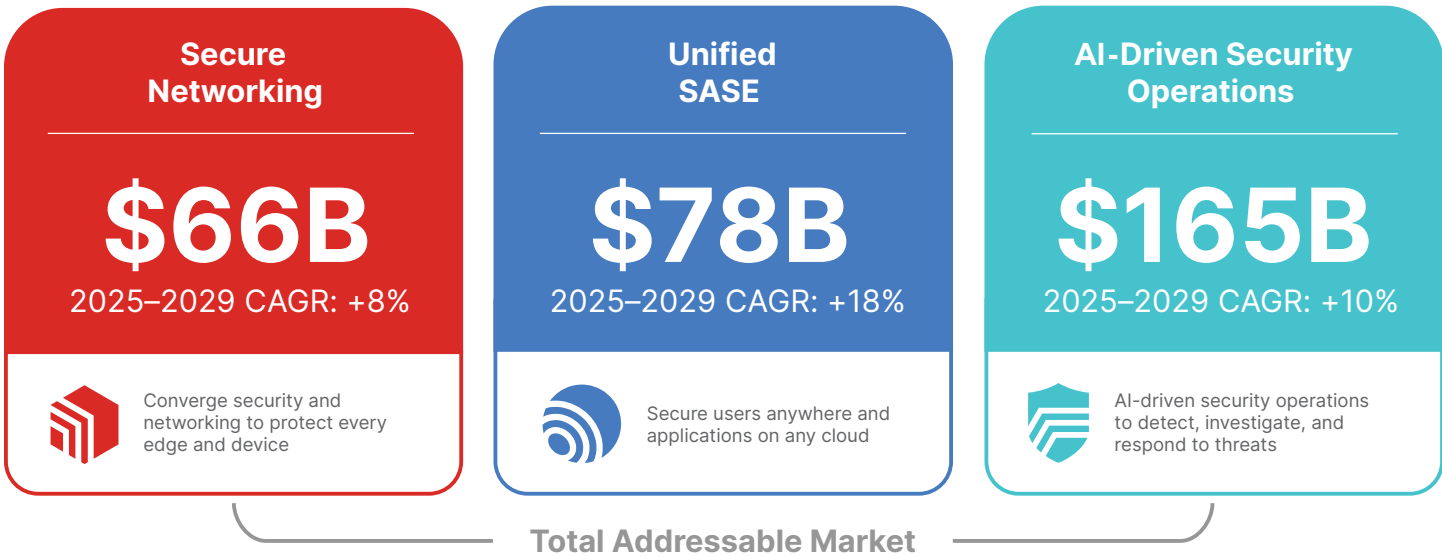 Secure
Networking
$66B
2025–2029 CAGR: +8%
Converge security and
networking to protect every
edge and device
Unified
SASE
$78B
2025–2029 CAGR: +18%
Secure users anywhere and
applications on any cloud
AI-Driven Security
Operations
$165B
2025–2029 CAGR: +10%
AI-driven security operations
to detect, investigate, and
respond to threats
Total Addressable Market